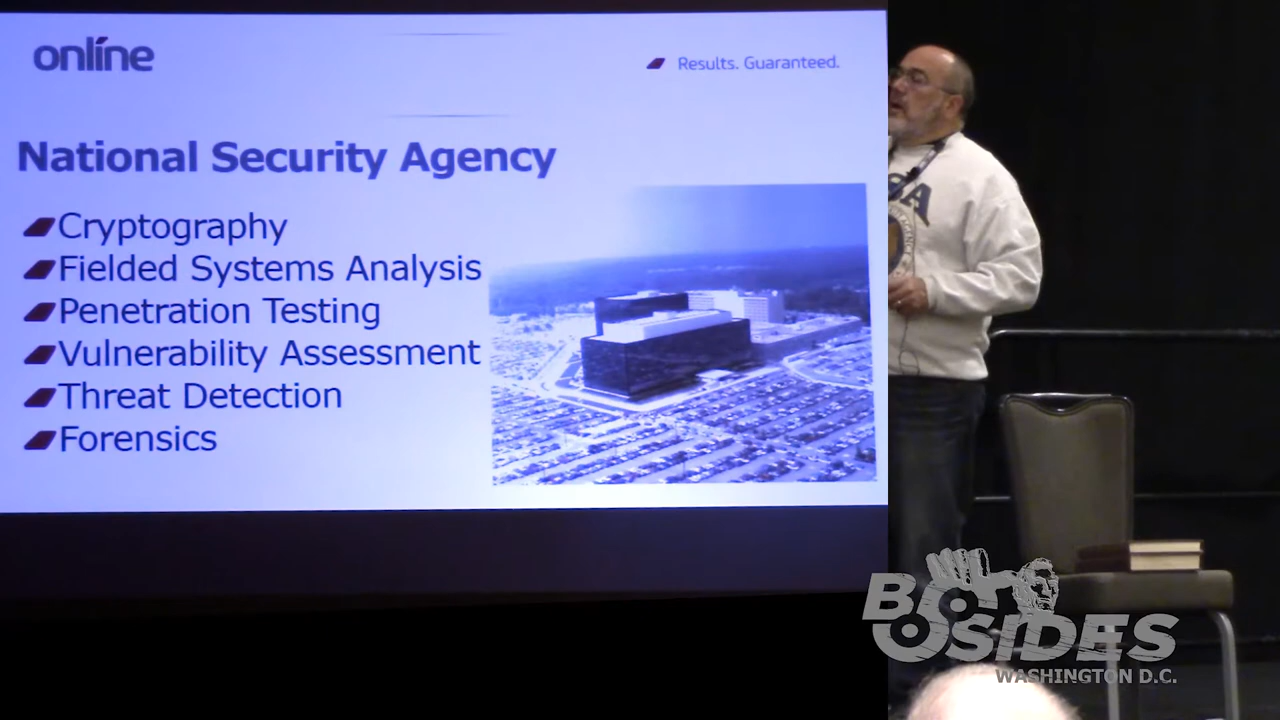 online
Results. Guaranteed.
National Security Agency
Cryptography
Fielded Systems Analysis
Penetration Testing
Vulnerability Assessment
Threat Detection
Forensics
BSIDES
WASHINGTON D.C.